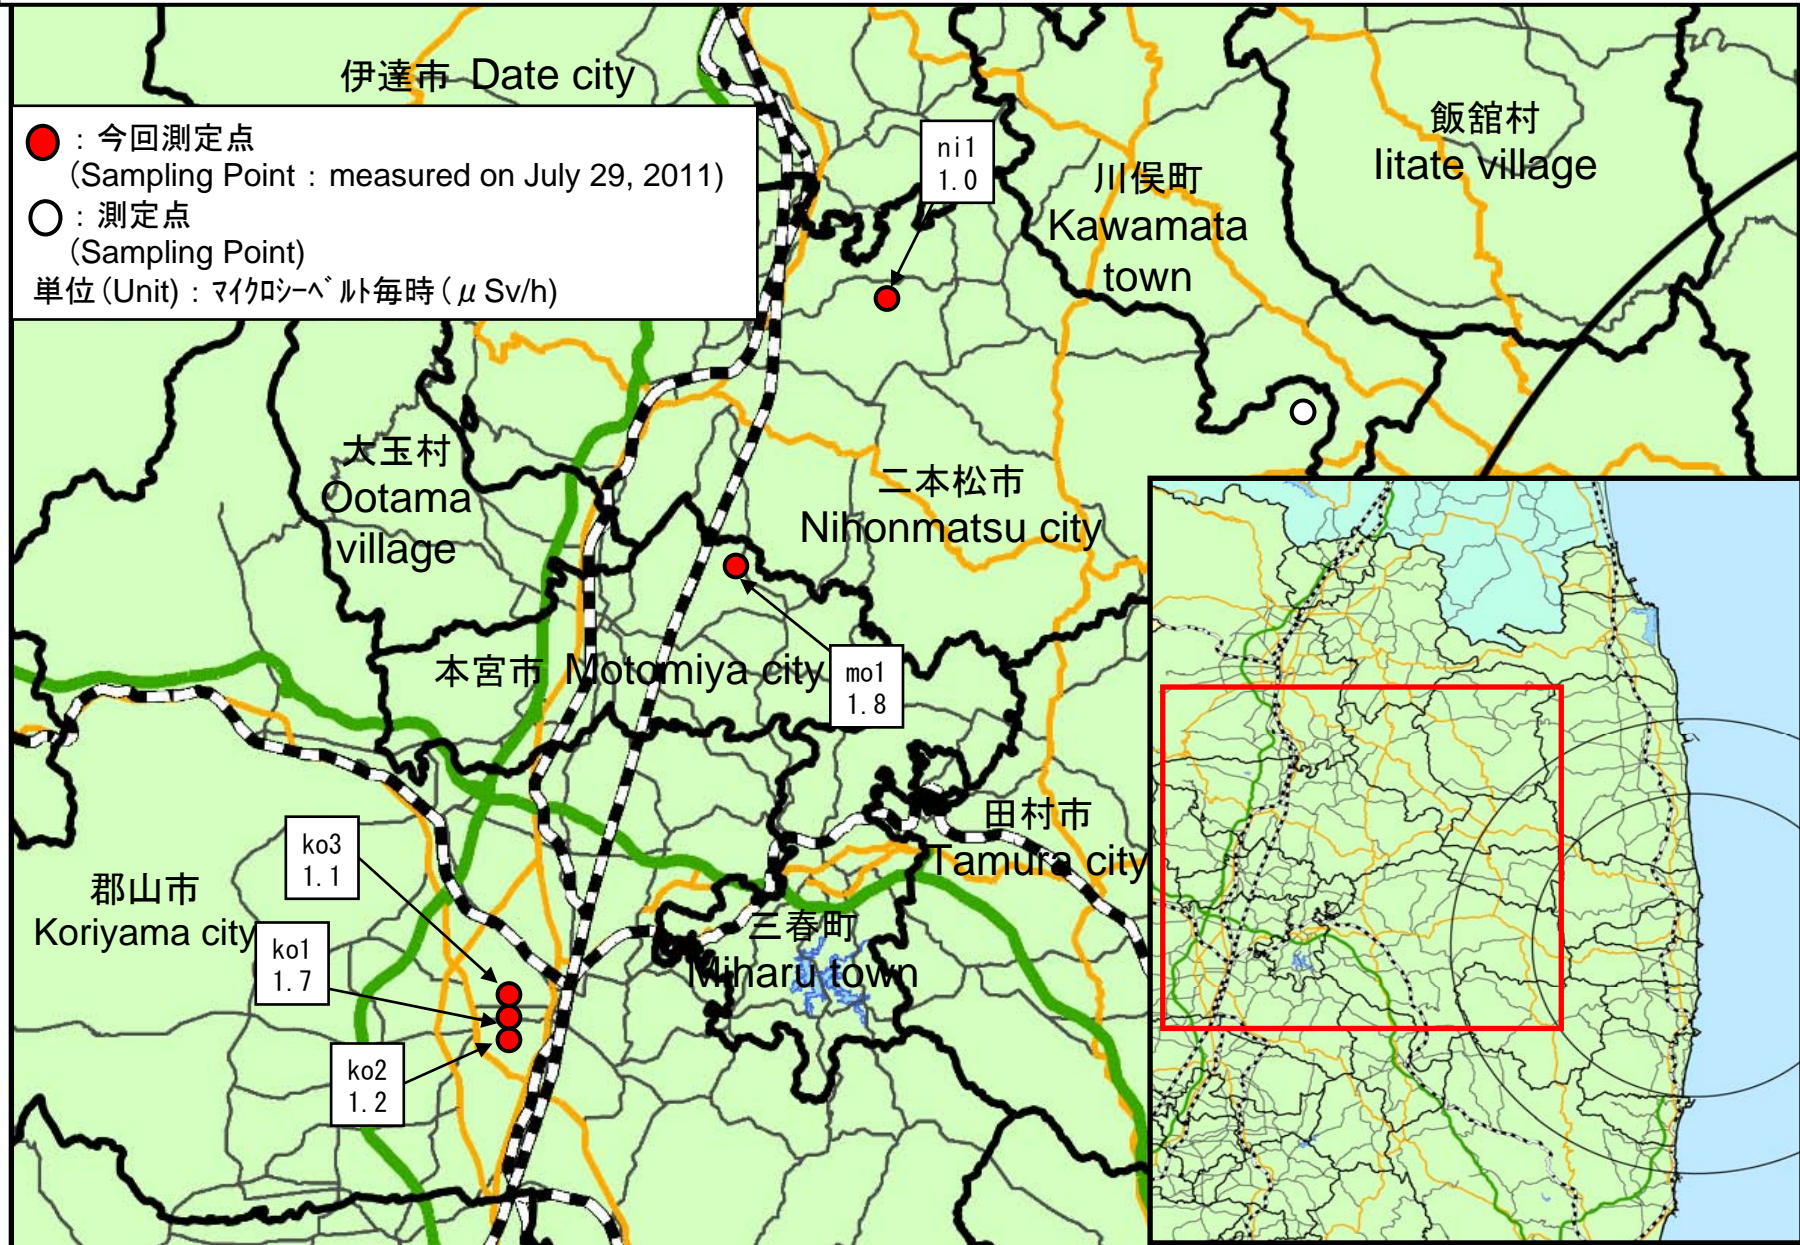 伊達市 Date city
: 今回測定点
(Sampling Point : measured on July 29, 2011)
: 測定点
(Sampling Point)
単位 (Unit) : マイクロシーベルト毎時 ( μ Sv/h)
ni1
1.0
飯舘村
Iitate village
川俣町
Kawamata
town
大玉村
Ootama
village
二本松市
Nihonmatsu city
本宮市 Motomiya city
mo1
1.8
田村市
Tamura city
ko3
1.1
郡山市
Koriyama city
ko1
1.7
三春町
Miharu town
ko2
1.2